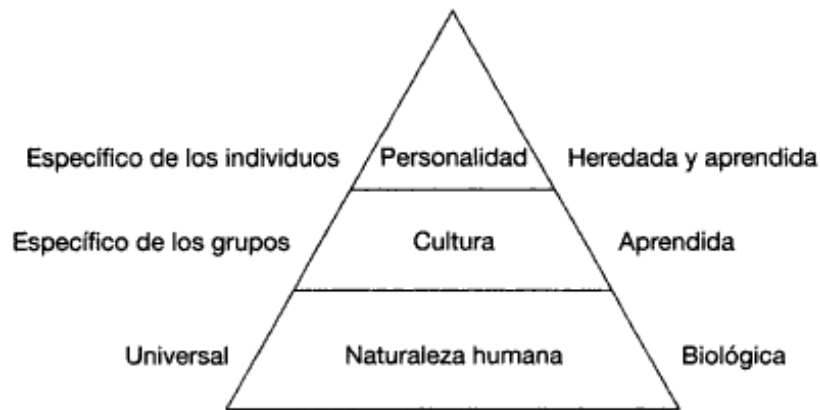 Específico de los individuos Personalidad Heredada y aprendida
Específico de los grupos Cultura Aprendida
Universal Naturaleza humana Biológica